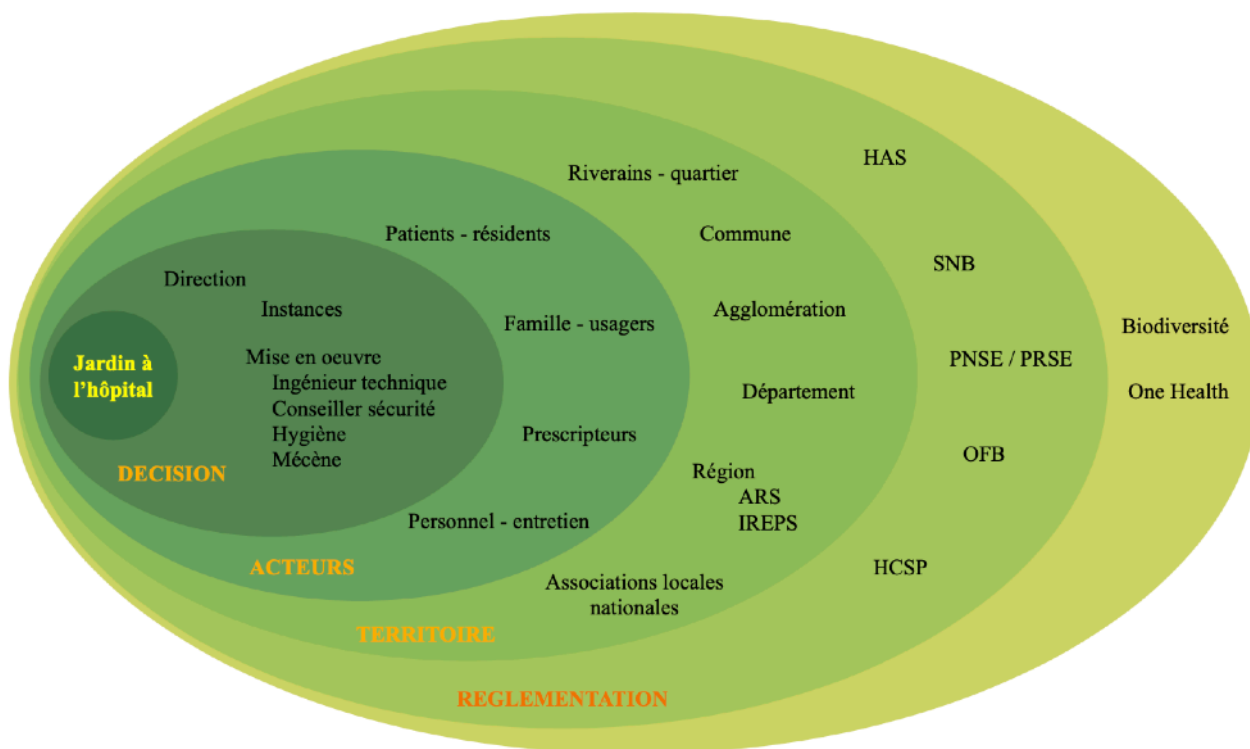 Jardin à
l'hôpital
Direction
Instances
Mise en oeuvre
Ingénieur technique
Conseiller sécurité
Hygiène
Mécène
DECISION
Patients - résidents
Famille - usagers
Prescripteurs
Personnel - entretien
ACTEURS
Riverains - quartier
Commune
Agglomération
Département
Région
ARS
IREPS
Associations locales
nationales
TERRITOIRE
HAS
SNB
PNSE / PRSE
OFB
HCSP
REGLEMENTATION
Biodiversité
One Health